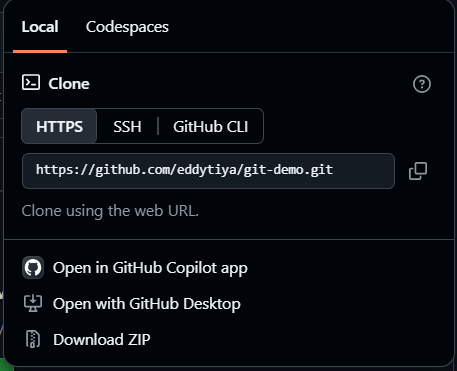 Local Codespaces
Clone
HTTPS SSH GitHub CLI
https://github.com/eddytiya/git-demo.git
Clone using the web URL.
Open in GitHub Copilot app
Open with GitHub Desktop
Download ZIP